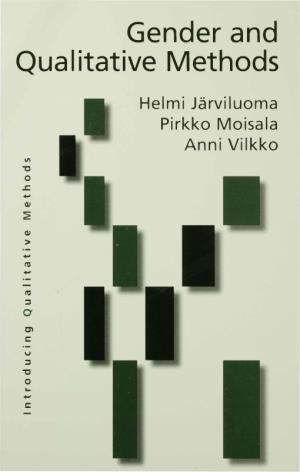 Gender and
Qualitative Methods
Helmi Järviluoma
Pirkko Moisala
Anni Vilkko
Introducing Qualitative Methods